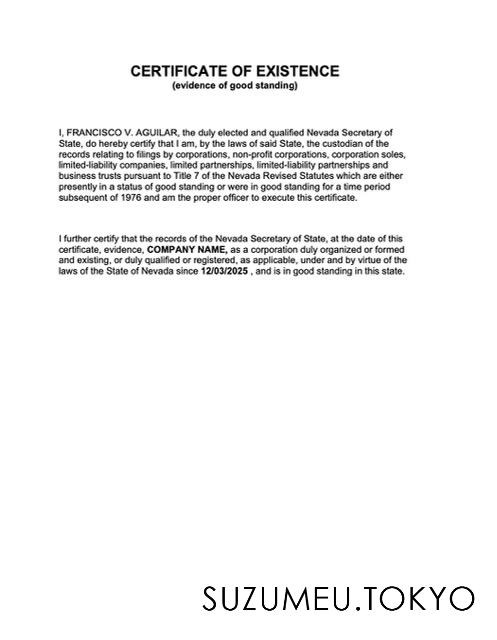 CERTIFICATE OF EXISTENCE
(evidence of good standing)
I, FRANCISCO V. AGUILAR, the duly elected and qualified Nevada Secretary of
State, do hereby certify that I am, by the laws of said State, the custodian of the
records relating to filings by corporations, non-profit corporations, corporation soles,
limited-liability companies, limited partnerships, limited-liability partnerships and
business trusts pursuant to Title 7 of the Nevada Revised Statutes which are either
presently in a status of good standing or were in good standing for a time period
subsequent of 1976 and am the proper officer to execute this certificate.
I further certify that the records of the Nevada Secretary of State, at the date of this
certificate, evidence, COMPANY NAME, as a corporation duly organized or formed
and existing, or duly qualified or registered, as applicable, under and by virtue of the
laws of the State of Nevada since 12/03/2025 , and is in good standing in this state.
SUZUMEU.TOKYO